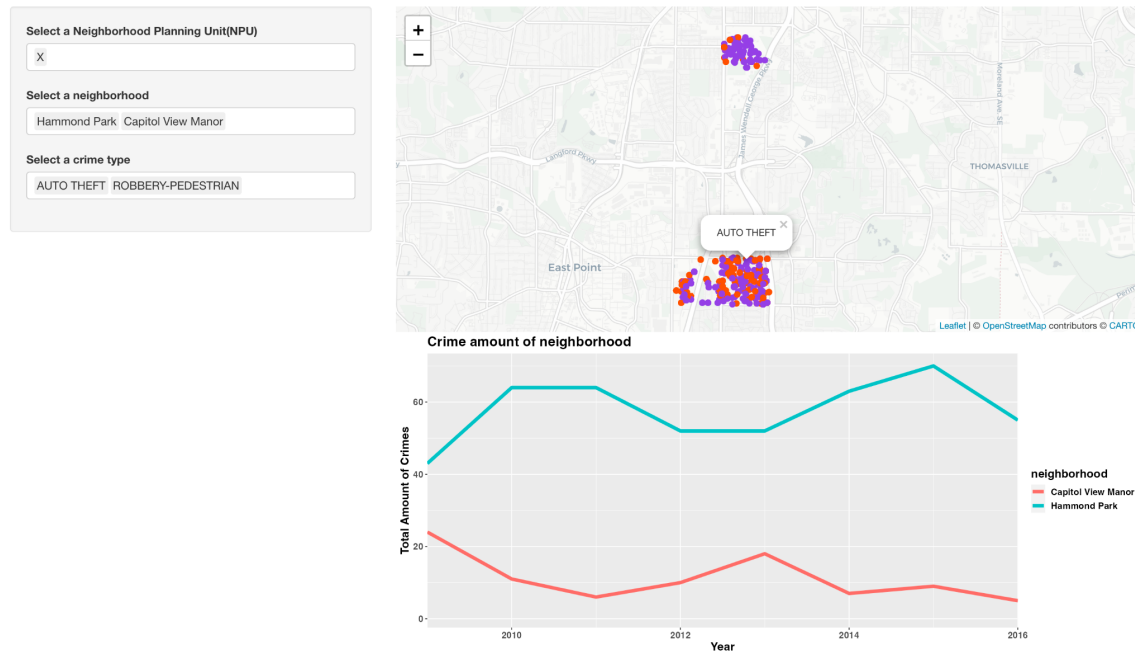 Select a Neighborhood Planning Unit(NPU)
X
Select a neighborhood
Hammond Park Capitol View Manor
Select a crime type
AUTO THEFT ROBBERY-PEDESTRIAN
+
−
James Wendell George Pkwy
Moreland Ave. SE
Langford Pkwy
THOMASVILLE
AUTO THEFT ×
East Point
Leaflet | © OpenStreetMap contributors © CARTO
Crime amount of neighborhood
Total Amount of Crimes
60
40
20
0
2010 2012 2014 2016
Year
neighborhood
Capitol View Manor
Hammond Park